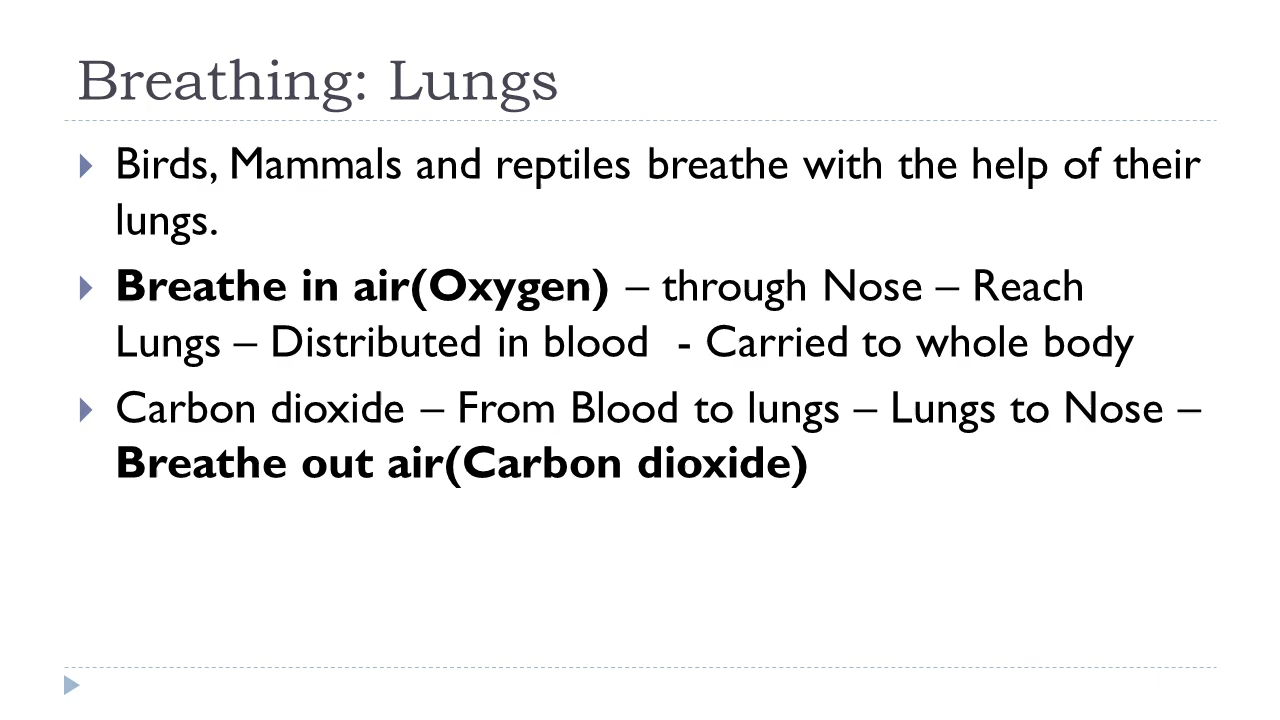 Breathing: Lungs
Birds, Mammals and reptiles breathe with the help of their
lungs.
Breathe in air(Oxygen) – through Nose – Reach
Lungs – Distributed in blood  - Carried to whole body
Carbon dioxide – From Blood to lungs – Lungs to Nose –
Breathe out air(Carbon dioxide)